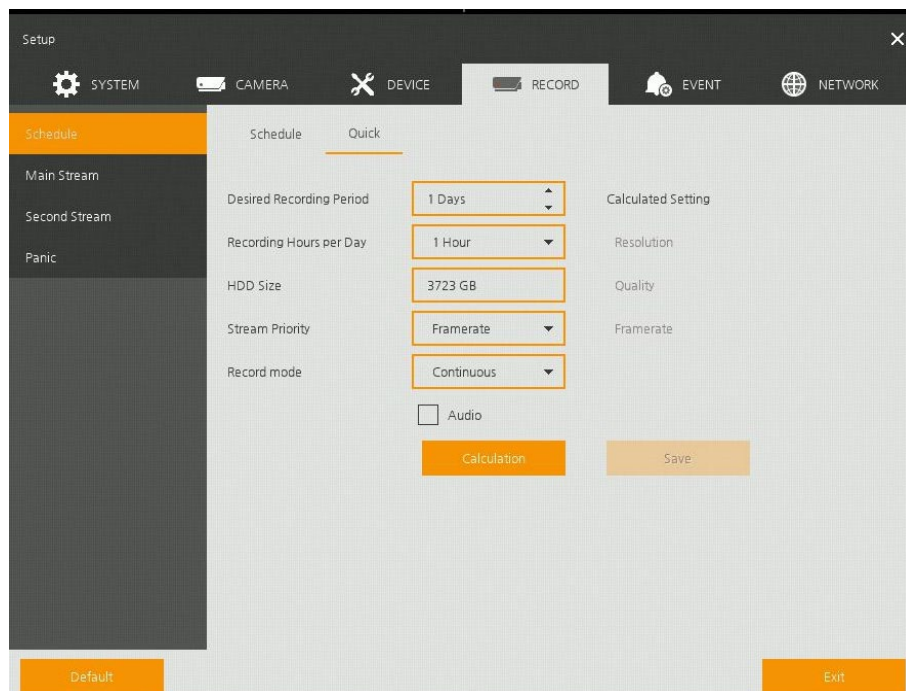 Setup
SYSTEM CAMERA DEVICE RECORD EVENT NETWORK
Schedule
Main Stream
Second Stream
Panic
Schedule Quick
Desired Recording Period 1 Days Calculated Setting
Recording Hours per Day 1 Hour Resolution
HDD Size 3723 GB Quality
Stream Priority Framerate Framerate
Record mode Continuous
Audio
Calculation Save
Default Exit